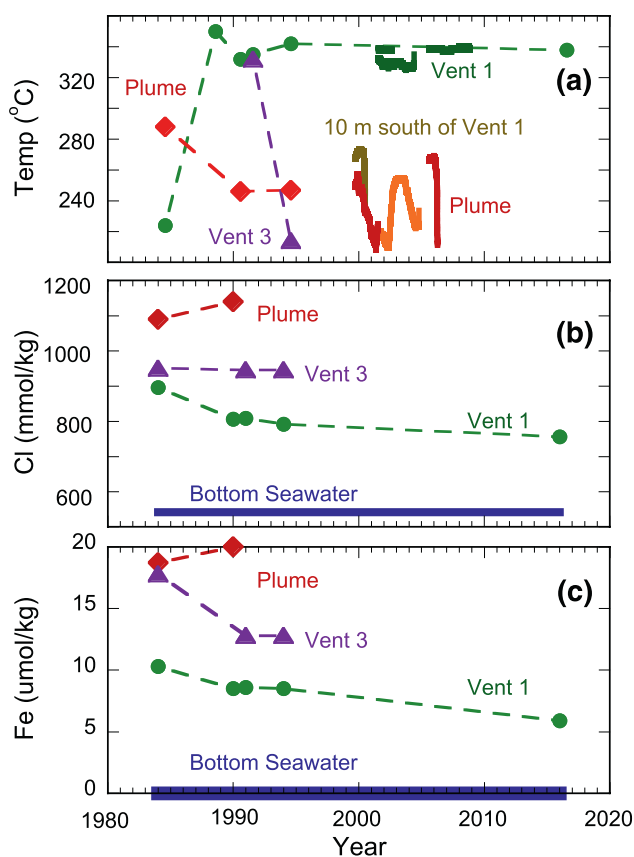 Temp (°C)
320
280
240
Plume
Vent 3
Vent 1
10 m south of Vent 1
Plume
(a)
Cl (mmol/kg)
1200
1000
800
600
Plume
(b)
Vent 3
Vent 1
Bottom Seawater
Fe (umol/kg)
20
15
10
5
0
Plume
(c)
Vent 3
Vent 1
Bottom Seawater
1980
1990
2000
2010
2020
Year